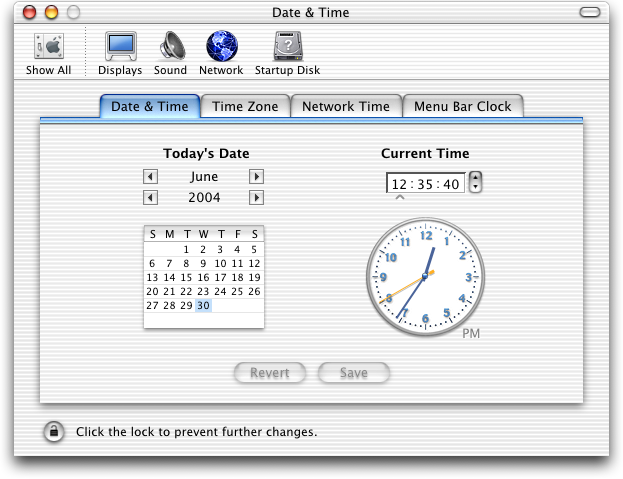 Date & Time
Show All Displays Sound Network Startup Disk
Date & Time Time Zone Network Time Menu Bar Clock
Today's Date
June
2004
S M T W T F S
1 2 3 4 5
6 7 8 9 10 11 12
13 14 15 16 17 18 19
20 21 22 23 24 25 26
27 28 29 30
Current Time
12:35:40
12
11 1
10 2
9 3
8 4
7 5
6
PM
Revert Save
Click the lock to prevent further changes.